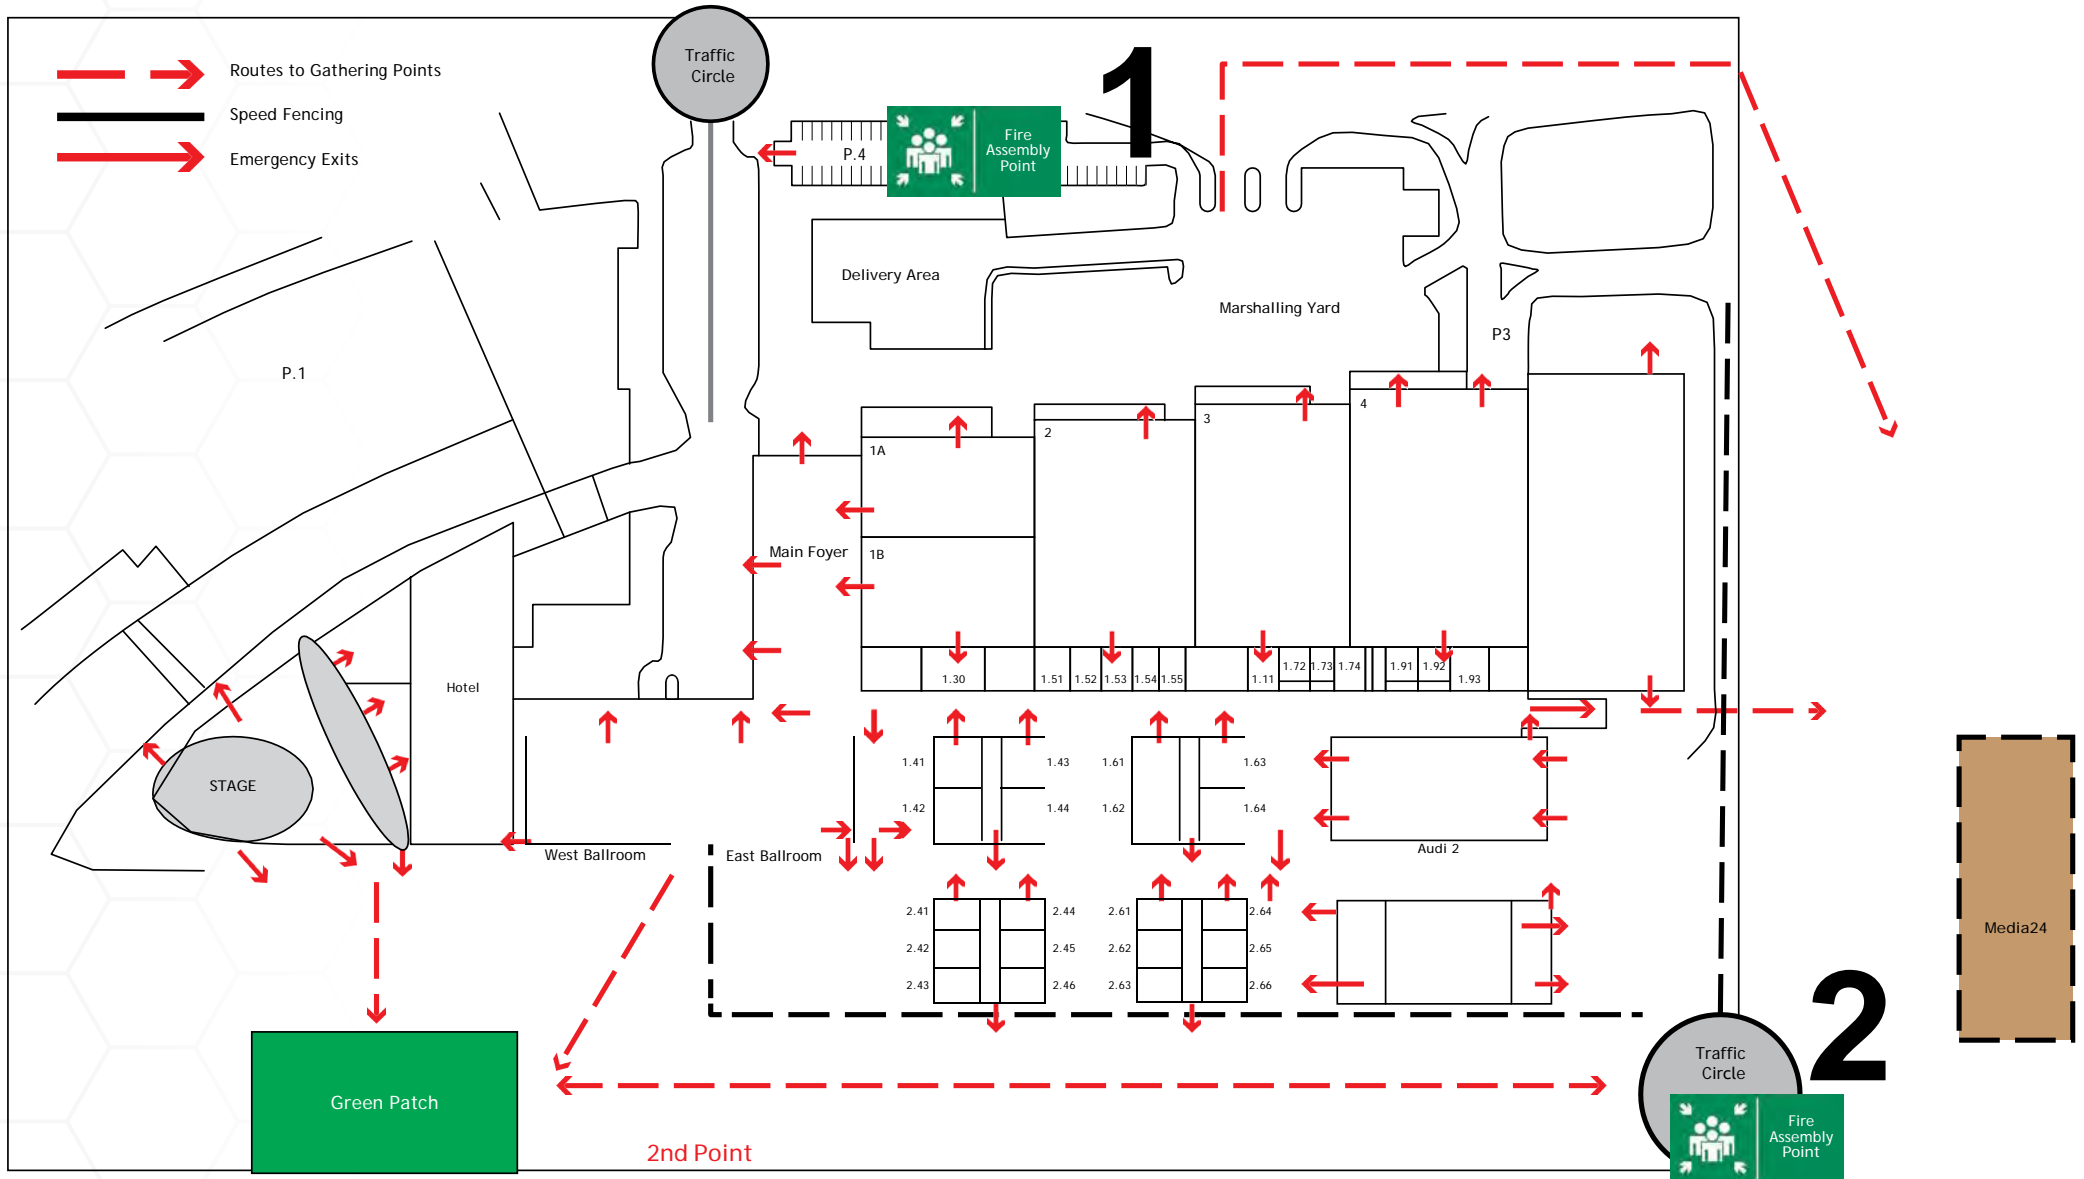 Routes to Gathering Points
Speed Fencing
Emergency Exits
Traffic
Circle
1
P.4
Fire
Assembly
Point
Delivery Area
Marshalling Yard
P3
P.1
1A
2
3
4
Main Foyer
1B
Hotel
1.30
1.51
1.52
1.53
1.54
1.55
1.11
1.72
1.73
1.74
1.91
1.92
1.93
STAGE
1.41
1.43
1.61
1.63
1.42
1.44
1.62
1.64
West Ballroom
East Ballroom
Audi 2
2.41
2.44
2.61
2.64
2.42
2.45
2.62
2.65
2.43
2.46
2.63
2.66
Media24
2
Traffic
Circle
Fire
Assembly
Point
Green Patch
2nd Point